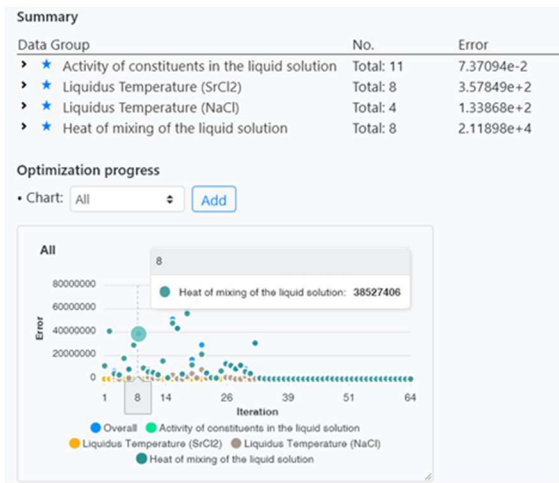 Summary
Data Group No. Error
Activity of constituents in the liquid solution Total: 11 7.37094e-2
Liquidus Temperature (SrCl2) Total: 8 3.57849e+2
Liquidus Temperature (NaCl) Total: 4 1.33868e+2
Heat of mixing of the liquid solution Total: 8 2.11898e+4
Optimization progress
• Chart: All Add
All
8
Heat of mixing of the liquid solution: 38527406
80000000
60000000
40000000
20000000
0
Error
1 8 14 26 39 51 64
Iteration
Overall Activity of constituents in the liquid solution
Liquidus Temperature (SrCl2) Liquidus Temperature (NaCl)
Heat of mixing of the liquid solution